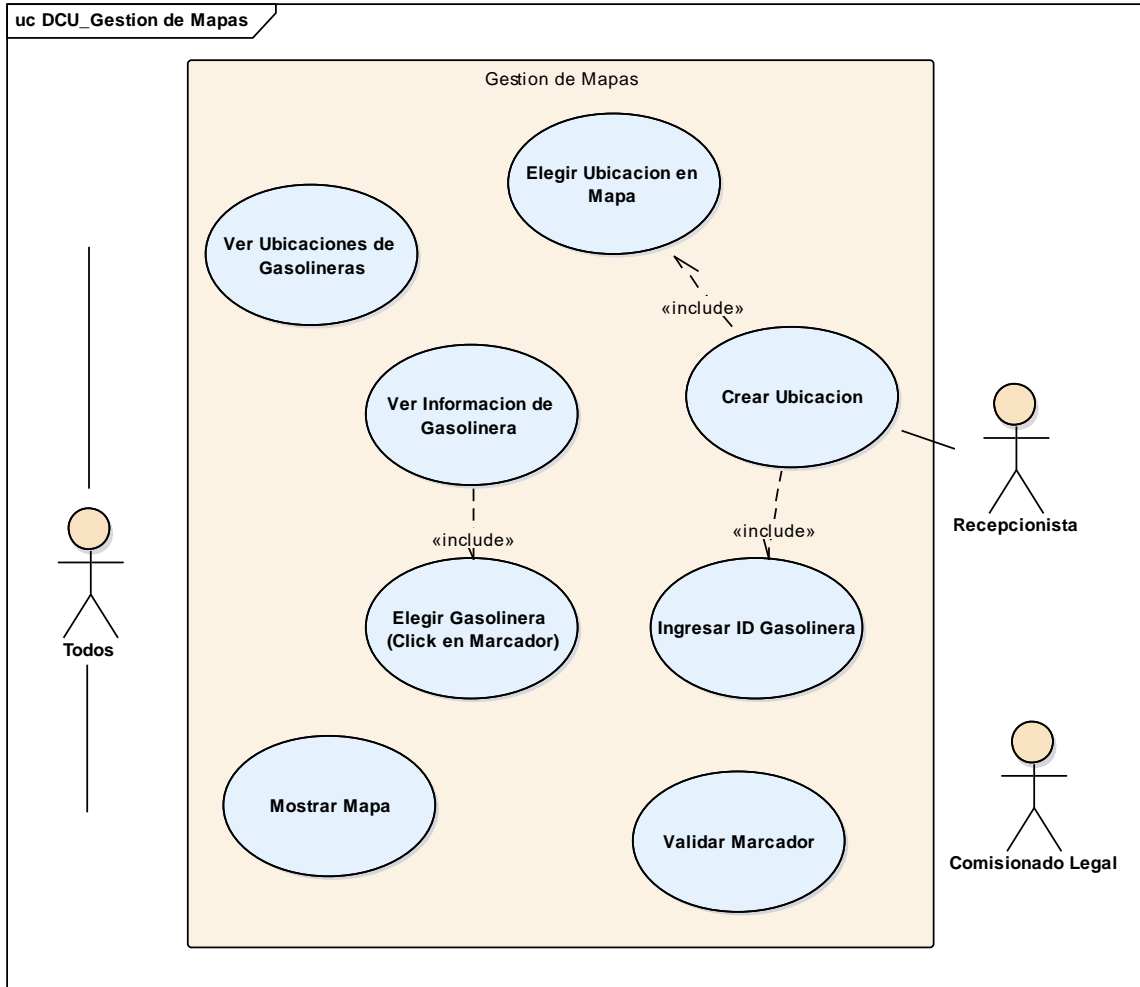 uc DCU_Gestion de Mapas
Gestion de Mapas
Elegir Ubicacion en
Mapa
Ver Ubicaciones de
Gasolineras
«include»
Ver Informacion de
Gasolinera
Crear Ubicacion
Recepcionista
«include»
«include»
Elegir Gasolinera
(Click en Marcador)
Ingresar ID Gasolinera
Todos
Mostrar Mapa
Validar Marcador
Comisionado Legal